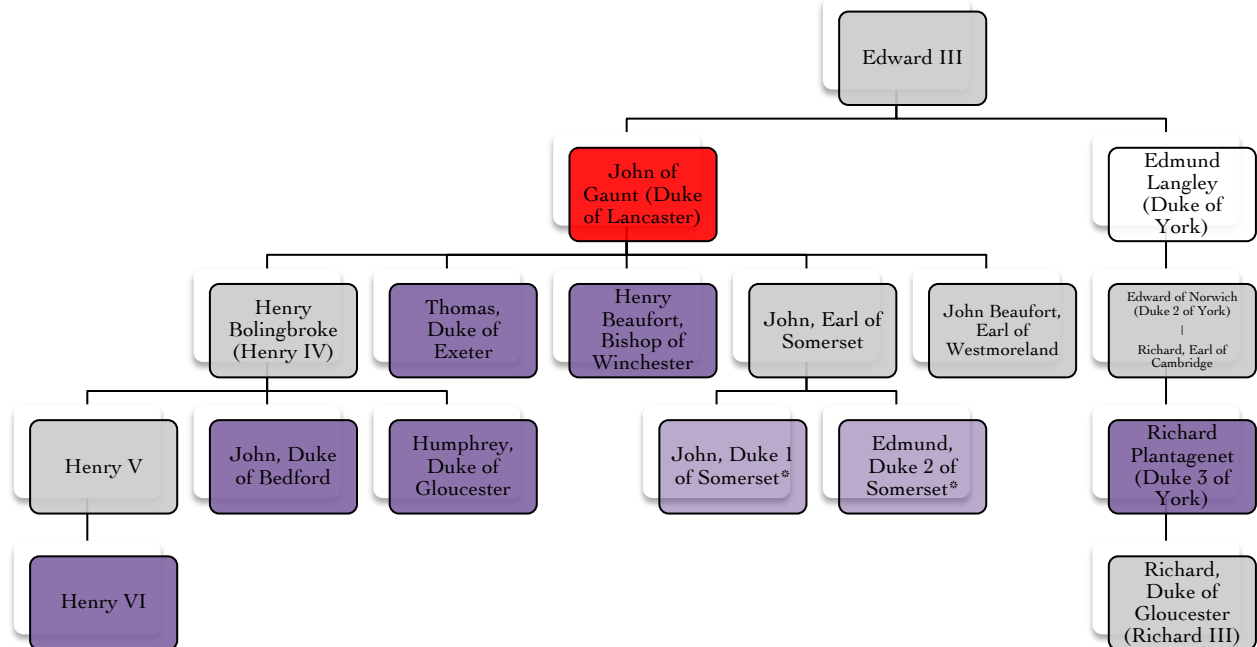 Edward III
John of
Gaunt (Duke
of Lancaster)
Edmund
Langley
(Duke of
York)
Henry
Bolingbroke
(Henry IV)
Thomas,
Duke of
Exeter
Henry
Beaufort,
Bishop of
Winchester
John, Earl of
Somerset
John Beaufort,
Earl of
Westmoreland
Edward of Norwich
(Duke 2 of York)
|
Richard, Earl of
Cambridge
Henry V
John, Duke
of Bedford
Humphrey,
Duke of
Gloucester
John, Duke 1
of Somerset*
Edmund,
Duke 2 of
Somerset*
Richard
Plantagenet
(Duke 3 of
York)
Henry VI
Richard,
Duke of
Gloucester
(Richard III)